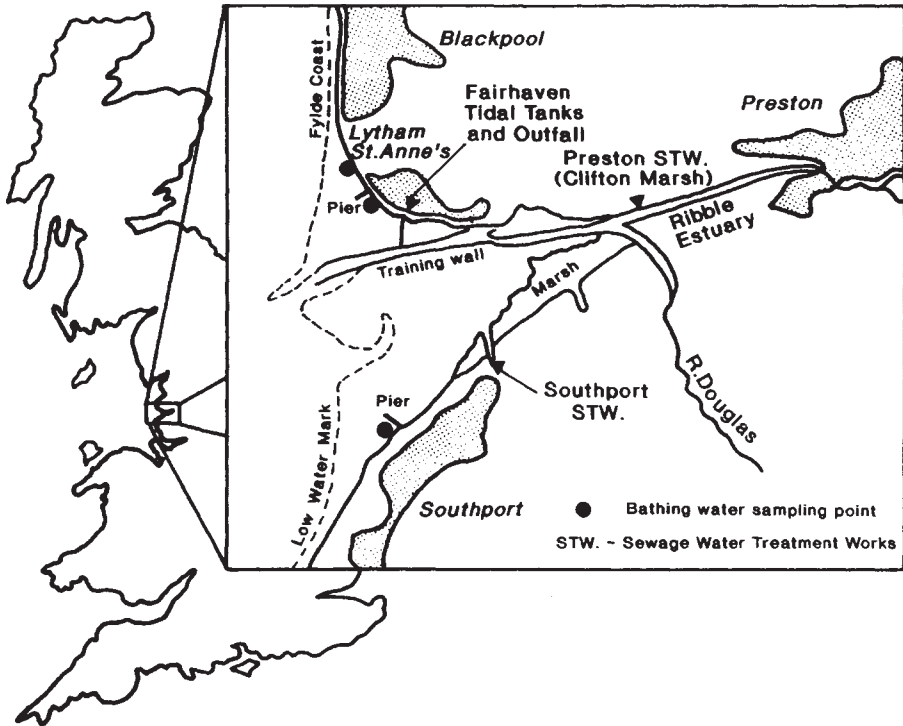 Blackpool
Fylde Coast
Fairhaven
Tidal Tanks
and Outfall
Preston
Lytham
St.Anne's
Preston STW.
(Clifton Marsh)
Pier
Ribble
Estuary
Training wall
Marsh
R.Douglas
Southport
STW.
Pier
Low Water Mark
Southport
Bathing water sampling point
STW. - Sewage Water Treatment Works